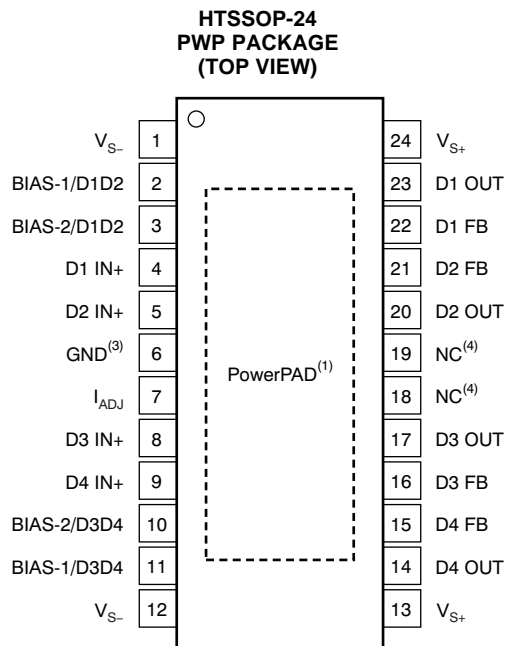 HTSSOP-24
PWP PACKAGE
(TOP VIEW)
V_S– 1 24 V_S+
BIAS-1/D1D2 2 23 D1 OUT
BIAS-2/D1D2 3 22 D1 FB
D1 IN+ 4 21 D2 FB
D2 IN+ 5 20 D2 OUT
GND(3) 6 19 NC(4)
PowerPAD(1)
I_ADJ 7 18 NC(4)
D3 IN+ 8 17 D3 OUT
D4 IN+ 9 16 D3 FB
BIAS-2/D3D4 10 15 D4 FB
BIAS-1/D3D4 11 14 D4 OUT
V_S– 12 13 V_S+